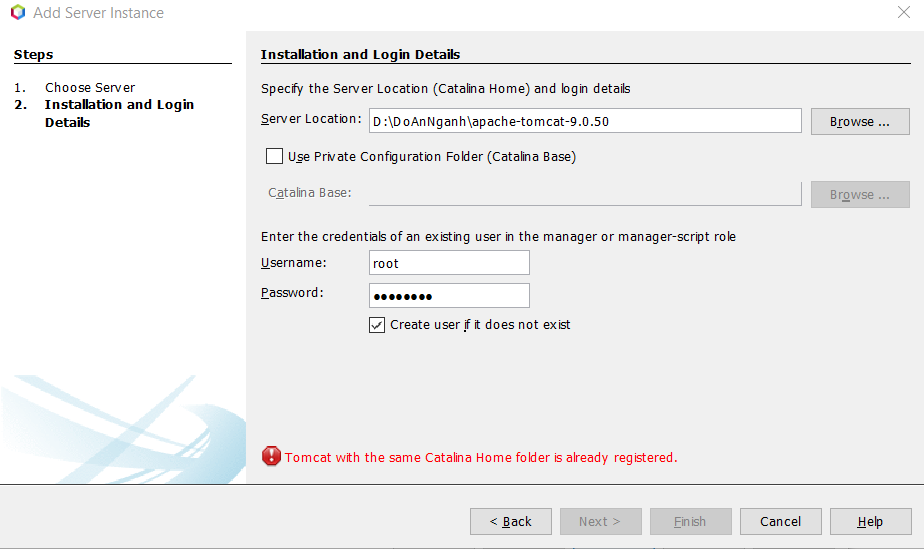 Add Server Instance
Steps
1. Choose Server
2. Installation and Login
Details
Installation and Login Details
Specify the Server Location (Catalina Home) and login details
Server Location: D:\DoAnNganh\apache-tomcat-9.0.50 Browse ...
Use Private Configuration Folder (Catalina Base)
Catalina Base: Browse ...
Enter the credentials of an existing user in the manager or manager-script role
Username: root
Password: ●●●●●●●●
Create user if it does not exist
Tomcat with the same Catalina Home folder is already registered.
< Back Next > Finish Cancel Help